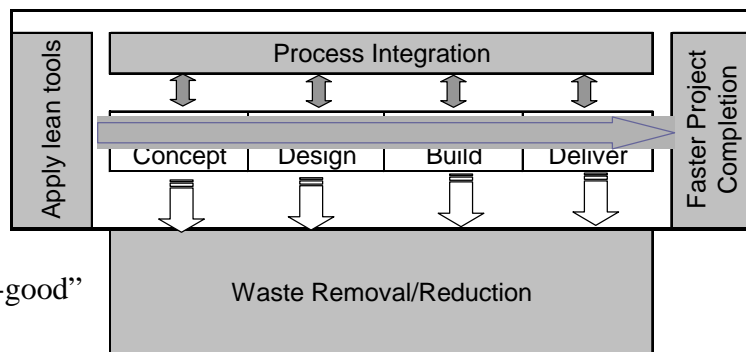 Process Integration
Apply lean tools
Concept
Design
Build
Deliver
Faster Project
Completion
-good”
Waste Removal/Reduction